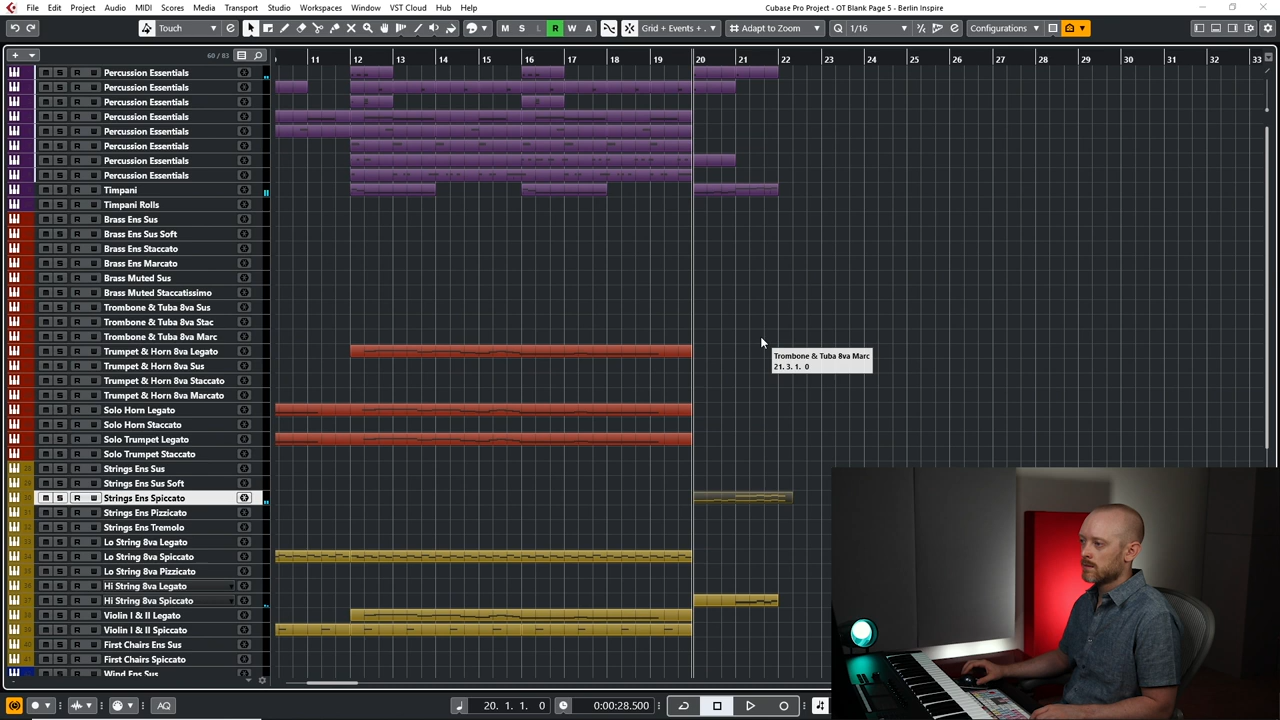 File Edit Project Audio MIDI Scores Media Transport Studio Workspaces Window VST Cloud Hub Help
Cubase Pro Project - OT Blank Page 5 - Berlin Inspire
Touch M S L R W A Grid + Events + . Adapt to Zoom Q 1/16 Configurations
60 / 83 11 12 13 14 15 16 17 18 19 20 21 22 23 24 25 26 27 28 29 30 31 32 33
m S R W Percussion Essentials
m S R W Percussion Essentials
m S R W Percussion Essentials
m S R W Percussion Essentials
m S R W Percussion Essentials
m S R W Percussion Essentials
m S R W Percussion Essentials
m S R W Percussion Essentials
m S R W Timpani
m S R W Timpani Rolls
m S R W Brass Ens Sus
m S R W Brass Ens Sus Soft
m S R W Brass Ens Staccato
m S R W Brass Ens Marcato
m S R W Brass Muted Sus
m S R W Brass Muted Staccatissimo
m S R W Trombone & Tuba 8va Sus
m S R W Trombone & Tuba 8va Stac
m S R W Trombone & Tuba 8va Marc
m S R W Trumpet & Horn 8va Legato
Trombone & Tuba 8va Marc
21. 3. 1. 0
m S R W Trumpet & Horn 8va Sus
m S R W Trumpet & Horn 8va Staccato
m S R W Trumpet & Horn 8va Marcato
m S R W Solo Horn Legato
m S R W Solo Horn Staccato
m S R W Solo Trumpet Legato
m S R W Solo Trumpet Staccato
m S R W Strings Ens Sus
m S R W Strings Ens Sus Soft
m S R W Strings Ens Spiccato
m S R W Strings Ens Pizzicato
m S R W Strings Ens Tremolo
m S R W Lo String 8va Legato
m S R W Lo String 8va Spiccato
m S R W Lo String 8va Pizzicato
m S R W Hi String 8va Legato
m S R W Hi String 8va Spiccato
m S R W Violin I & II Legato
m S R W Violin I & II Spiccato
m S R W First Chairs Ens Sus
m S R W First Chairs Spiccato
Wind Ens Sus
AQ 20. 1. 1. 0 0:00:28.500